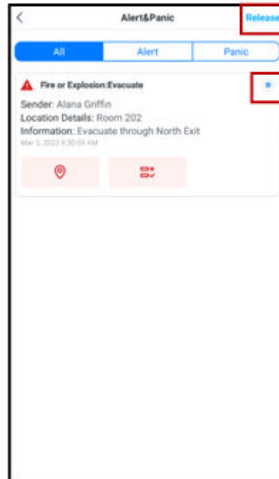 Alert&Panic
Release
All
Alert
Panic
Fire or Explosion:Evacuate
Sender: Alana Griffin
Location Details: Room 202
Information: Evacuate through North Exit
Mar 3, 2023 9:30:04 AM